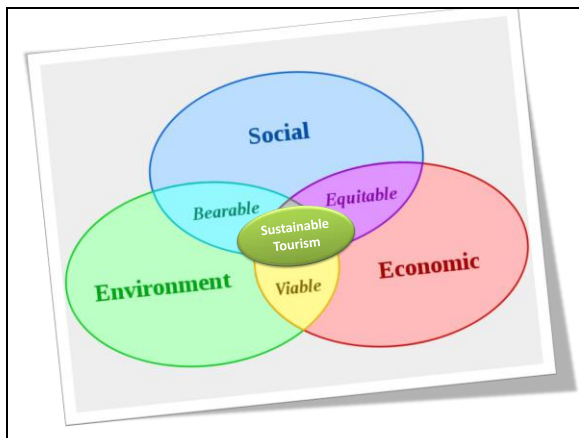 Social
Bearable
Equitable
Sustainable
Tourism
Environment
Viable
Economic